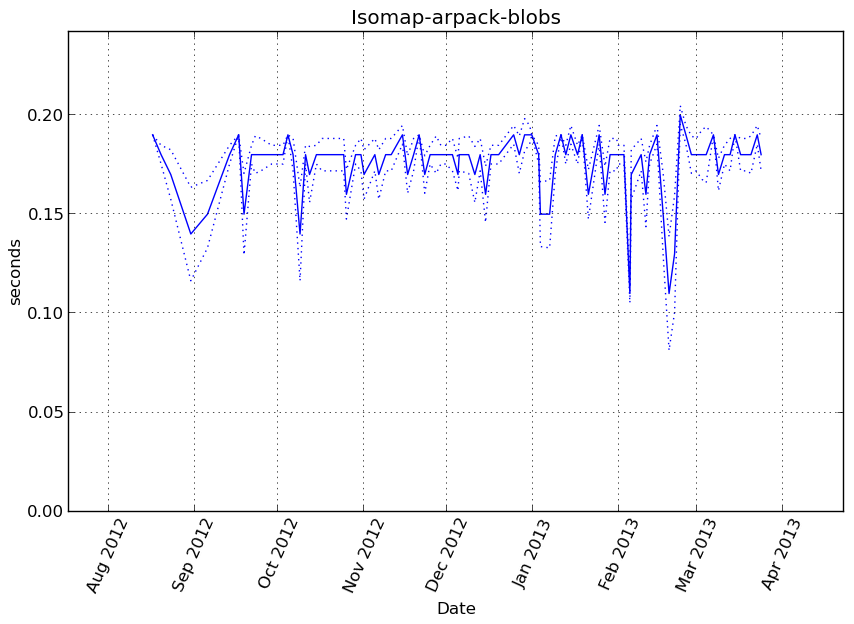 Isomap-arpack-blobs
0.20
0.15
0.10
0.05
0.00
seconds
Aug 2012
Sep 2012
Oct 2012
Nov 2012
Dec 2012
Jan 2013
Feb 2013
Mar 2013
Apr 2013
Date